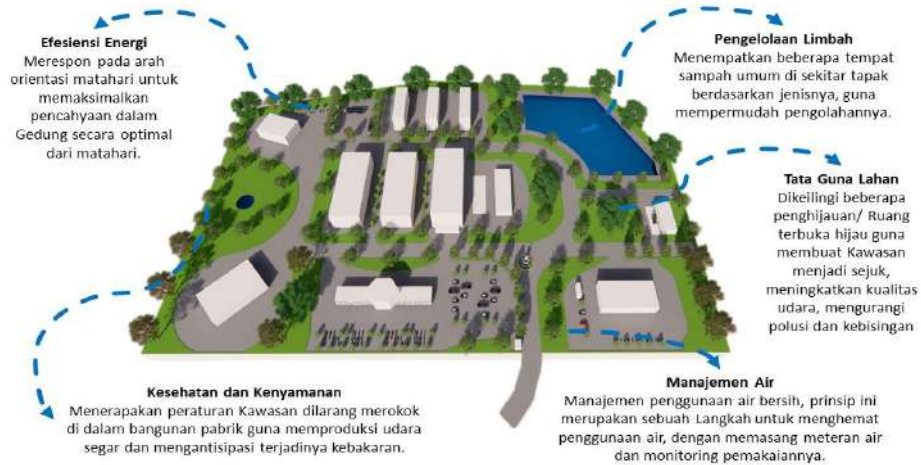 Efesiensi Energi
Merespon pada arah
orientasi matahari untuk
memaksimalkan
pencahyaan dalam
Gedung secara optimal
dari matahari.
Pengelolaan Limbah
Menempatkan beberapa tempat
sampah umum di sekitar tapak
berdasarkan jenisnya, guna
mempermudah pengolahannya.
Tata Guna Lahan
Dikeilingi beberapa
penghijauan/ Ruang
terbuka hijau guna
membuat Kawasan
menjadi sejuk,
meningkatkan kualitas
udara, mengurangi
polusi dan kebisingan
Kesehatan dan Kenyamanan
Menerapakan peraturan Kawasan dilarang merokok
di dalam bangunan pabrik guna memproduksi udara
segar dan mengantisipasi terjadinya kebakaran.
Manajemen Air
Manajemen penggunaan air bersih, prinsip ini
merupakan sebuah Langkah untuk menghemat
penggunaan air, dengan memasang meteran air
dan monitoring pemakaiannya.